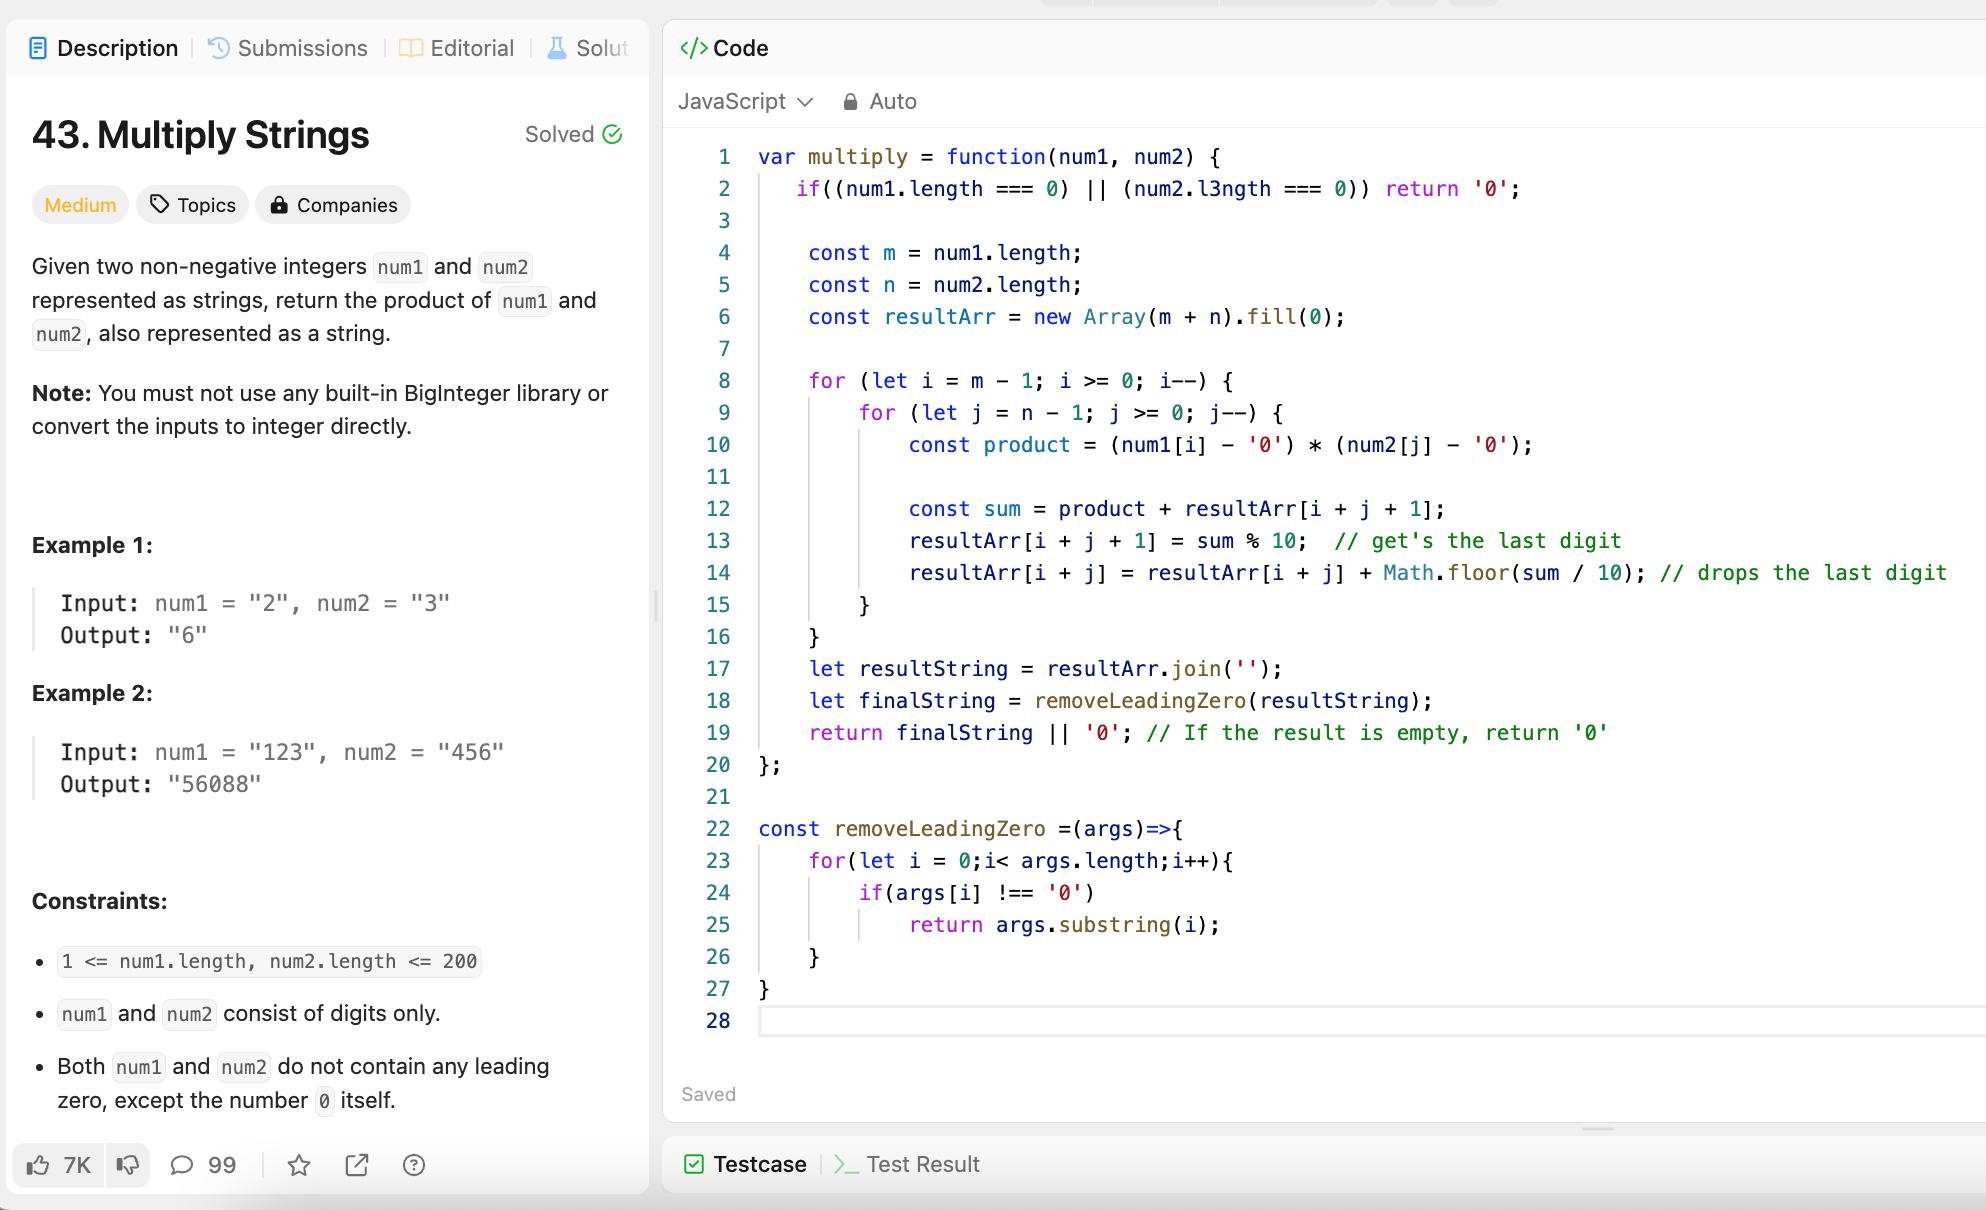 Description
Submissions
Editorial
Solut
43. Multiply Strings
Solved
Medium
Topics
Companies
Given two non-negative integers num1 and num2
represented as strings, return the product of num1 and
num2, also represented as a string.
Note: You must not use any built-in BigInteger library or
convert the inputs to integer directly.
Example 1:
Input: num1 = "2", num2 = "3"
Output: "6"
Example 2:
Input: num1 = "123", num2 = "456"
Output: "56088"
Constraints:
• 1 <= num1.length, num2.length <= 200
• num1 and num2 consist of digits only.
• Both num1 and num2 do not contain any leading
zero, except the number 0 itself.
7K
99
</> Code
JavaScript
Auto
1 var multiply = function(num1, num2) {
2    if((num1.length === 0) || (num2.l3ngth === 0)) return '0';
3
4     const m = num1.length;
5     const n = num2.length;
6     const resultArr = new Array(m + n).fill(0);
7
8     for (let i = m - 1; i >= 0; i--) {
9         for (let j = n - 1; j >= 0; j--) {
10             const product = (num1[i] - '0') * (num2[j] - '0');
11
12             const sum = product + resultArr[i + j + 1];
13             resultArr[i + j + 1] = sum % 10;  // get's the last digit
14             resultArr[i + j] = resultArr[i + j] + Math.floor(sum / 10); // drops the last digit
15         }
16     }
17     let resultString = resultArr.join('');
18     let finalString = removeLeadingZero(resultString);
19     return finalString || '0'; // If the result is empty, return '0'
20 };
21
22 const removeLeadingZero =(args)=>{
23     for(let i = 0;i< args.length;i++){
24         if(args[i] !== '0')
25             return args.substring(i);
26     }
27 }
28
Saved
Testcase
Test Result